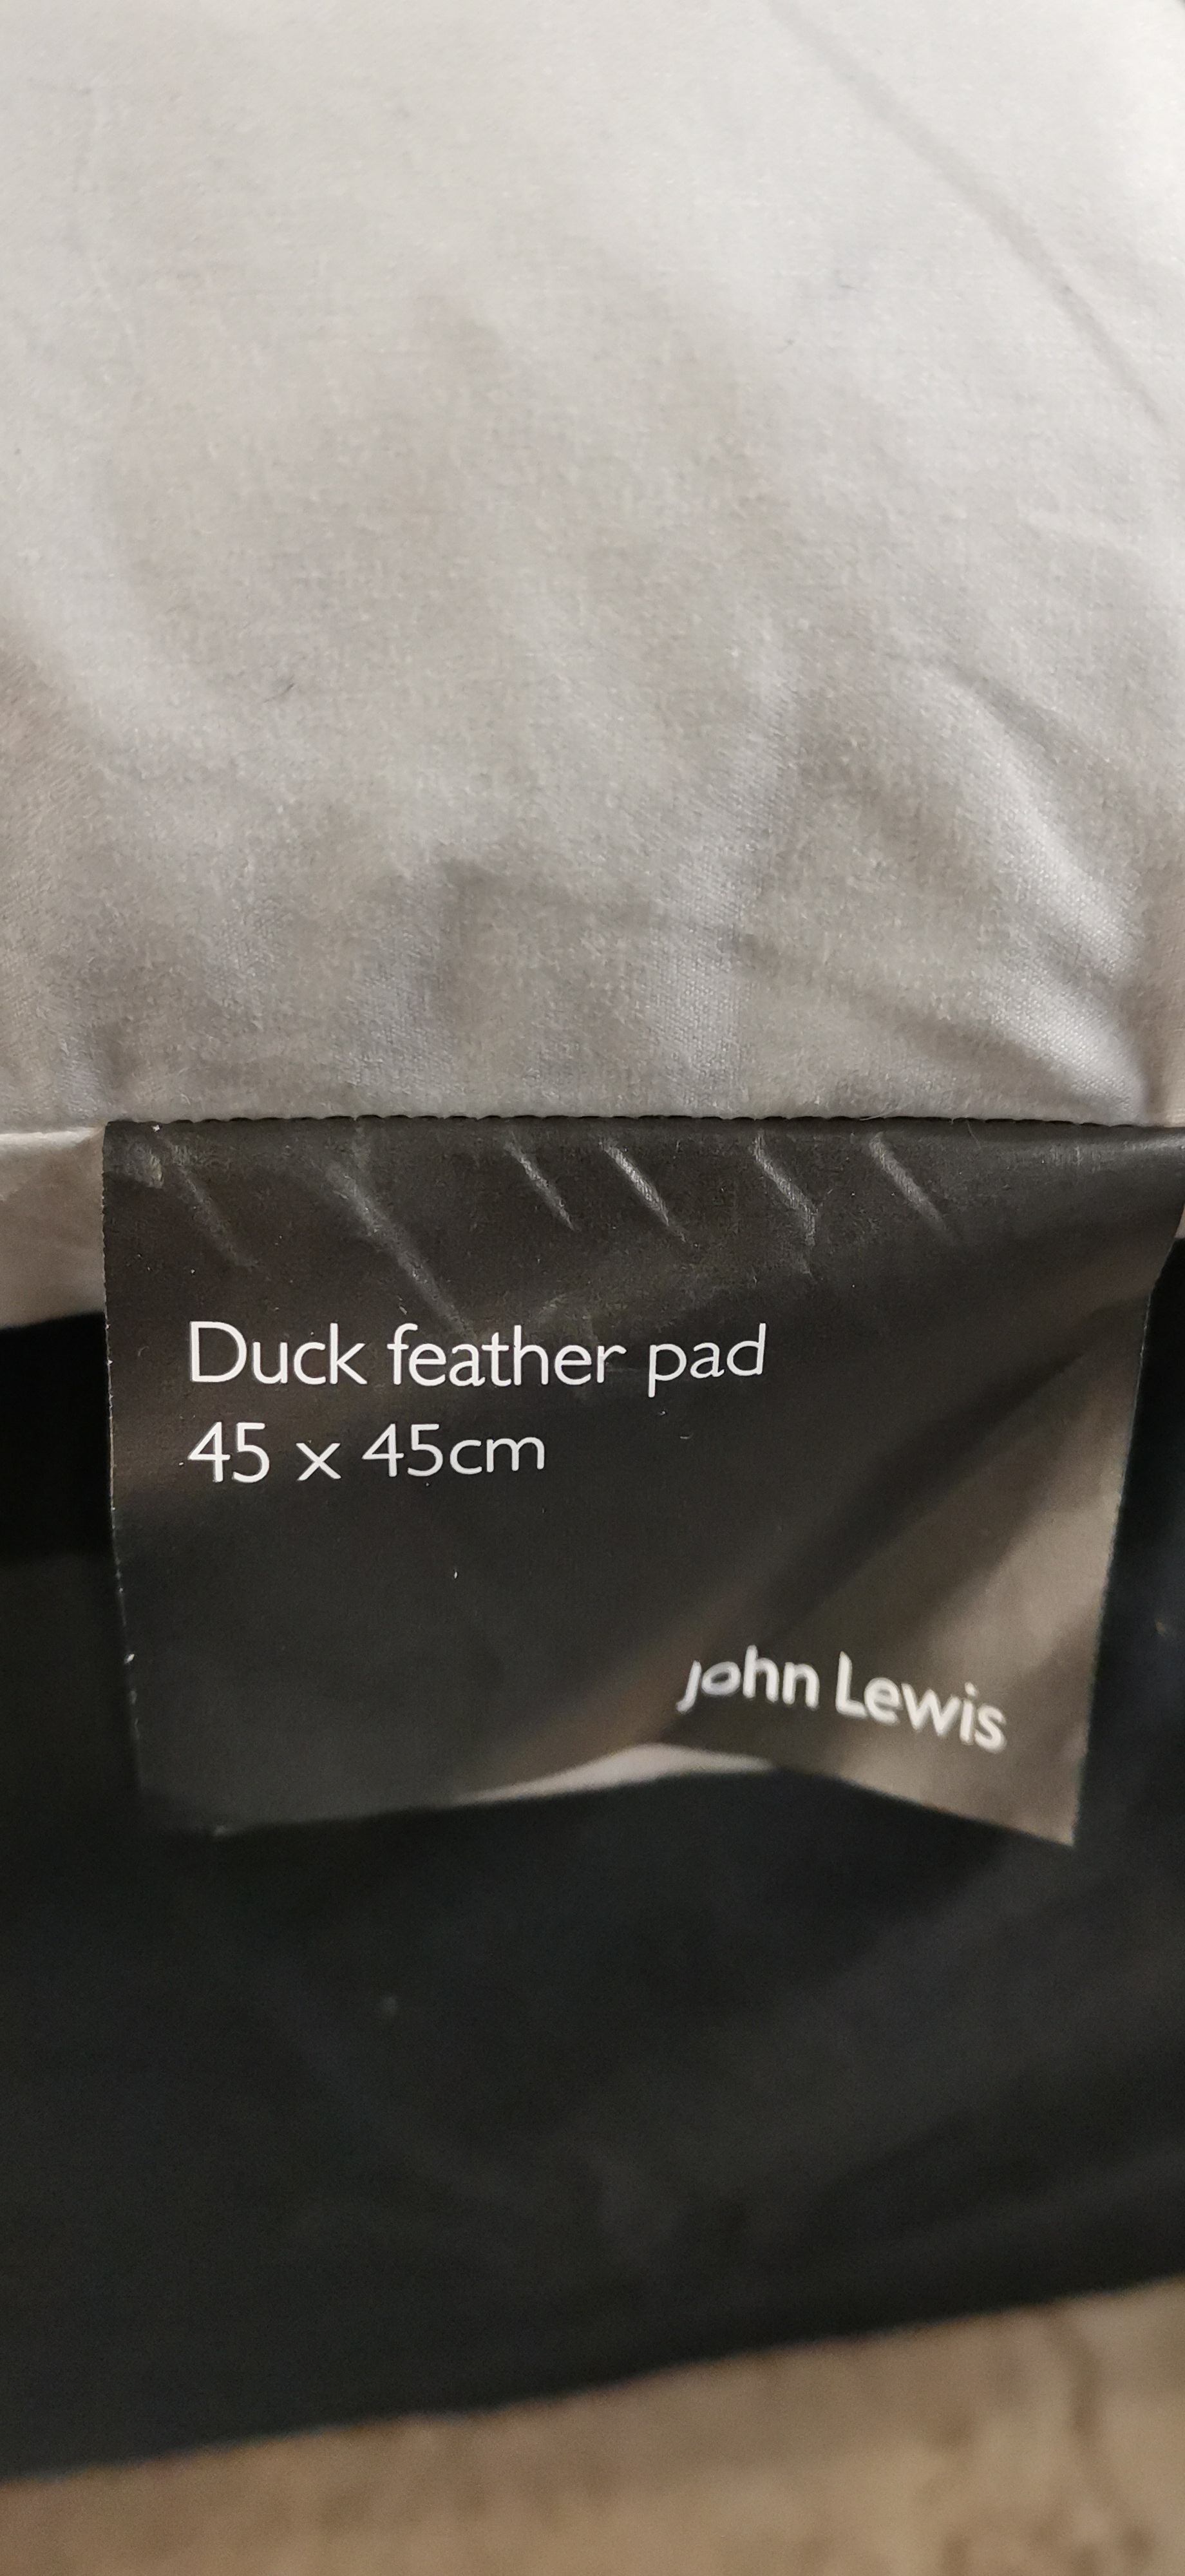 Duck feather pad
45 x 45cm
John Lewis